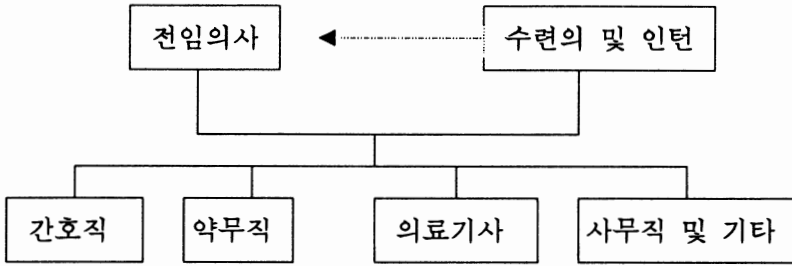 전임의사
수련의 및 인턴
간호직
약무직
의료기사
사무직 및 기타